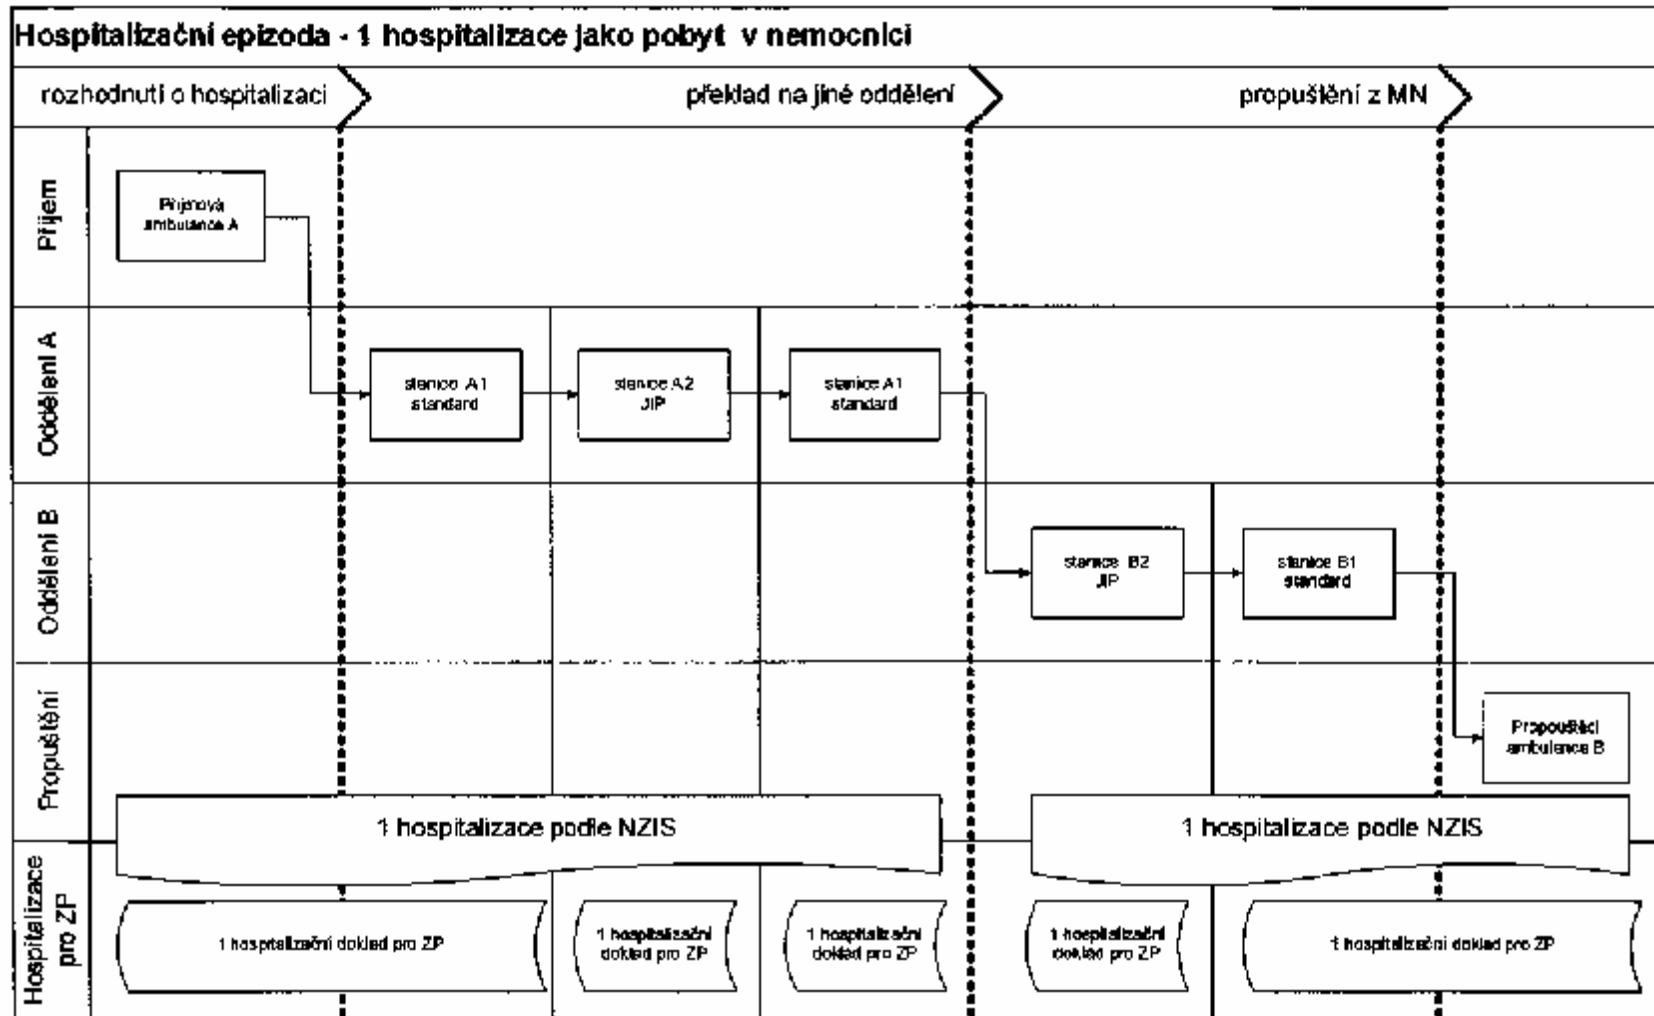 Hospitalizační epizoda - 1 hospitalizace jako pobyt v nemocnici
rozhodnutí o hospitalizaci
překlad na jiné oddělení
propuštění z MN
Příjem
Příjmová
ambulance A
Oddělení A
stanice A1
standard
stanice A2
JIP
stanice A1
standard
Oddělení B
stanice B2
JIP
stanice B1
standard
Propuštění
Propouštěcí
ambulance B
1 hospitalizace podle NZIS
1 hospitalizace podle NZIS
Hospitalizace
pro ZP
1 hospitalizační doklad pro ZP
1 hospitalizační
doklad pro ZP
1 hospitalizační
doklad pro ZP
1 hospitalizační
doklad pro ZP
1 hospitalizační doklad pro ZP